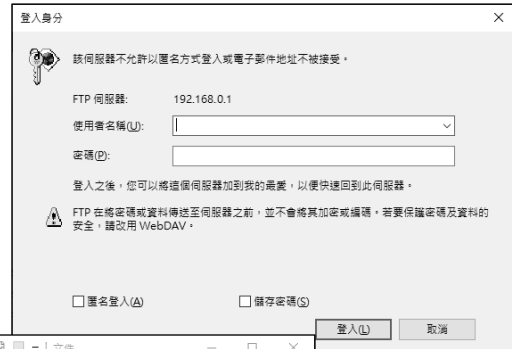 登入身分
該伺服器不允許以匿名方式登入或電子郵件地址不被接受。
FTP 伺服器: 192.168.0.1
使用者名稱(U):
密碼(P):
登入之後，您可以將這個伺服器加到我的最愛，以便快速回到此伺服器。
FTP 在將密碼或資料傳送至伺服器之前，並不會將其加密或編碼。若要保護密碼及資料的
安全，請改用 WebDAV。
匿名登入(A) 儲存密碼(S)
登入(L) 取消
文件